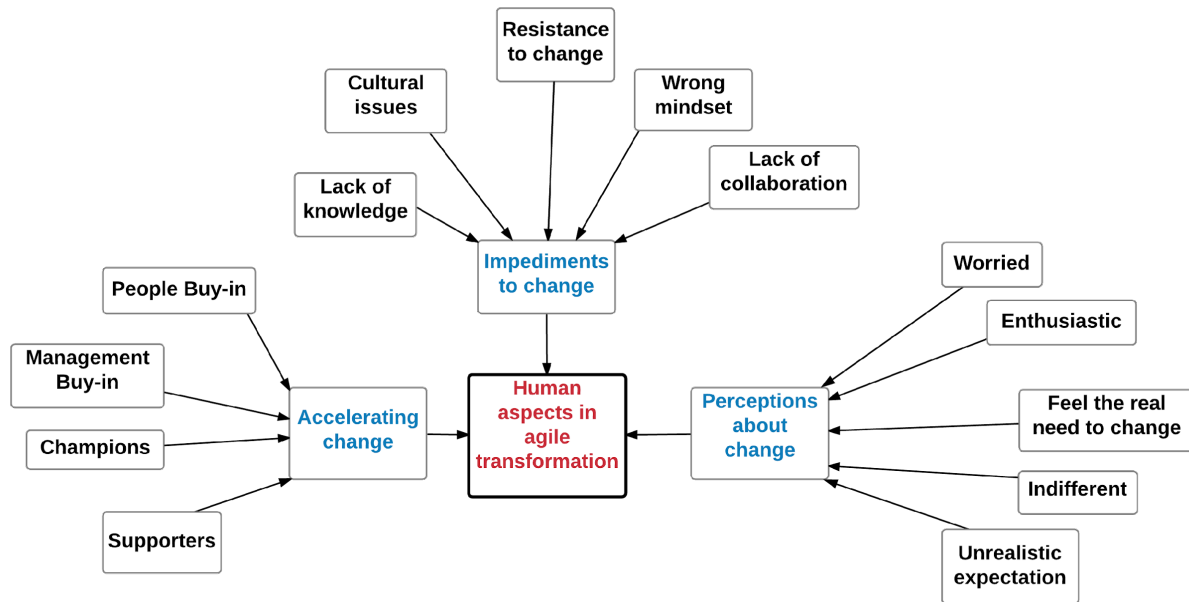 Resistance
to change
Cultural
issues
Wrong
mindset
Lack of
collaboration
Lack of
knowledge
Impediments
to change
Worried
People Buy-in
Enthusiastic
Management
Buy-in
Human
aspects in
agile
transformation
Accelerating
change
Perceptions
about
change
Feel the real
need to change
Champions
Indifferent
Supporters
Unrealistic
expectation